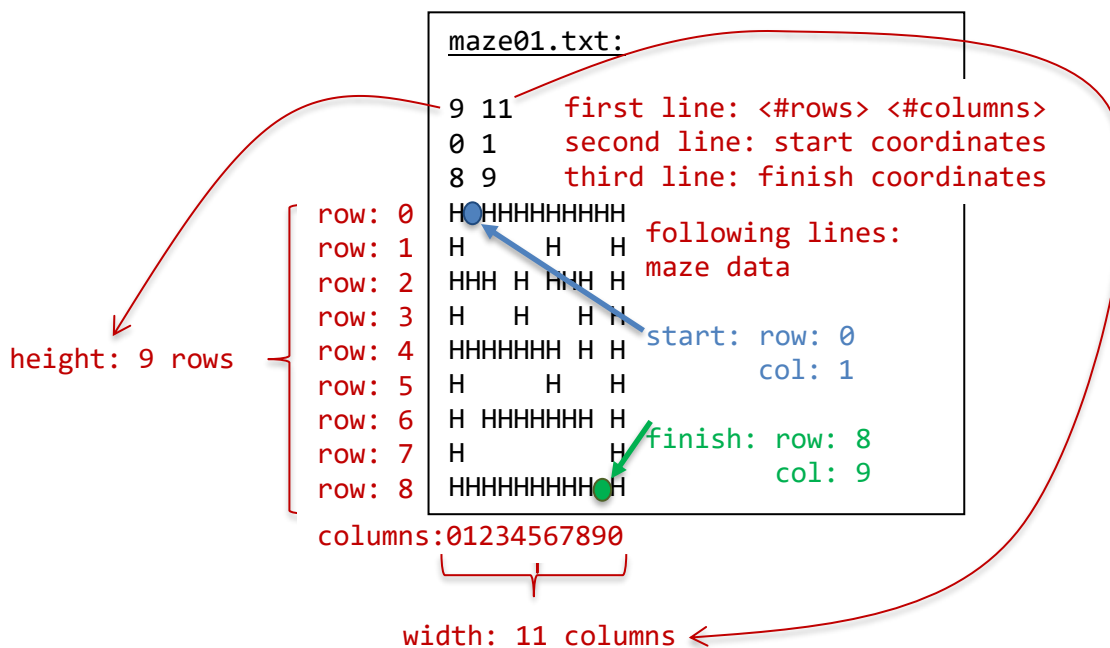 maze01.txt:
9 11 first line: <#rows> <#columns>
0 1 second line: start coordinates
8 9 third line: finish coordinates
row: 0 H HHHHHHHHH
following lines:
row: 1 H     H   H
maze data
row: 2 HHH H HHH H
row: 3 H   H   H H
start: row: 0
height: 9 rows
row: 4 HHHHHHH H H
col: 1
row: 5 H     H   H
row: 6 H HHHHHHH H
finish: row: 8
row: 7 H         H
col: 9
row: 8 HHHHHHHHH H
columns:01234567890
width: 11 columns